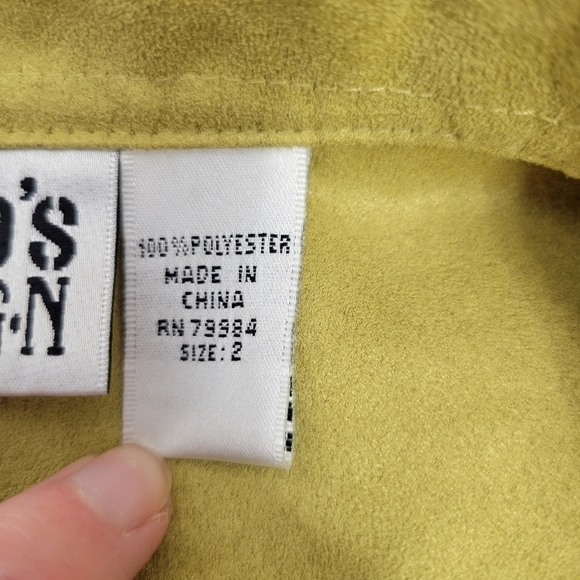 'S
N
100% POLYESTER
MADE IN
CHINA
RN 79984
SIZE: 2